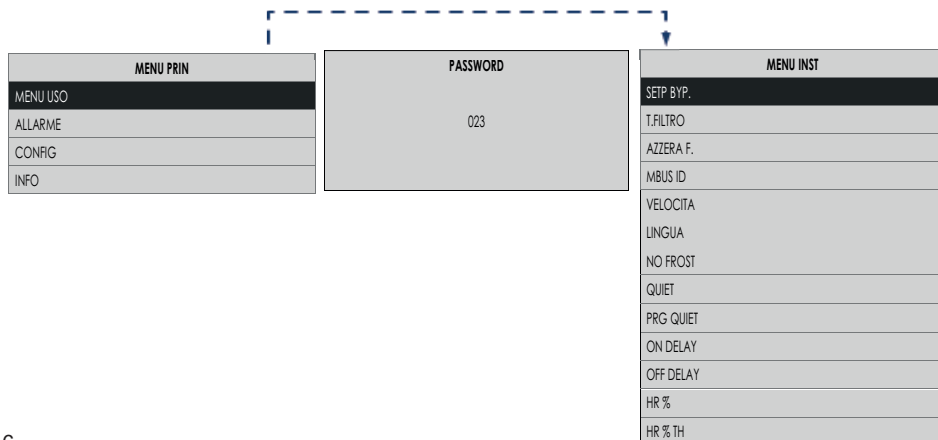 MENU PRIN
MENU USO
ALLARME
CONFIG
INFO
PASSWORD
023
MENU INST
SETP BYP.
T.FILTRO
AZZERA F.
MBUS ID
VELOCITA
LINGUA
NO FROST
QUIET
PRG QUIET
ON DELAY
OFF DELAY
HR %
HR % TH